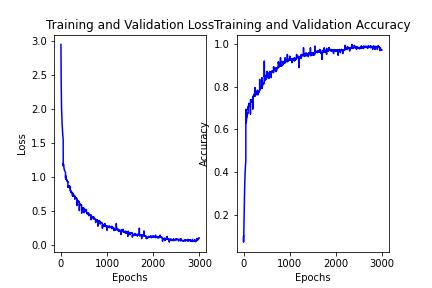 Training and Validation Loss
3.0
2.5
2.0
1.5
1.0
0.5
0.0
Loss
0 1000 2000 3000
Epochs
Training and Validation Accuracy
1.0
0.8
0.6
0.4
0.2
Accuracy
0 1000 2000 3000
Epochs